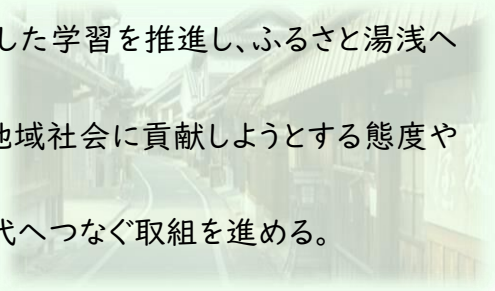 した学習を推進し、ふるさと湯浅へ
地域社会に貢献しようとする態度や
代へつなぐ取組を進める。